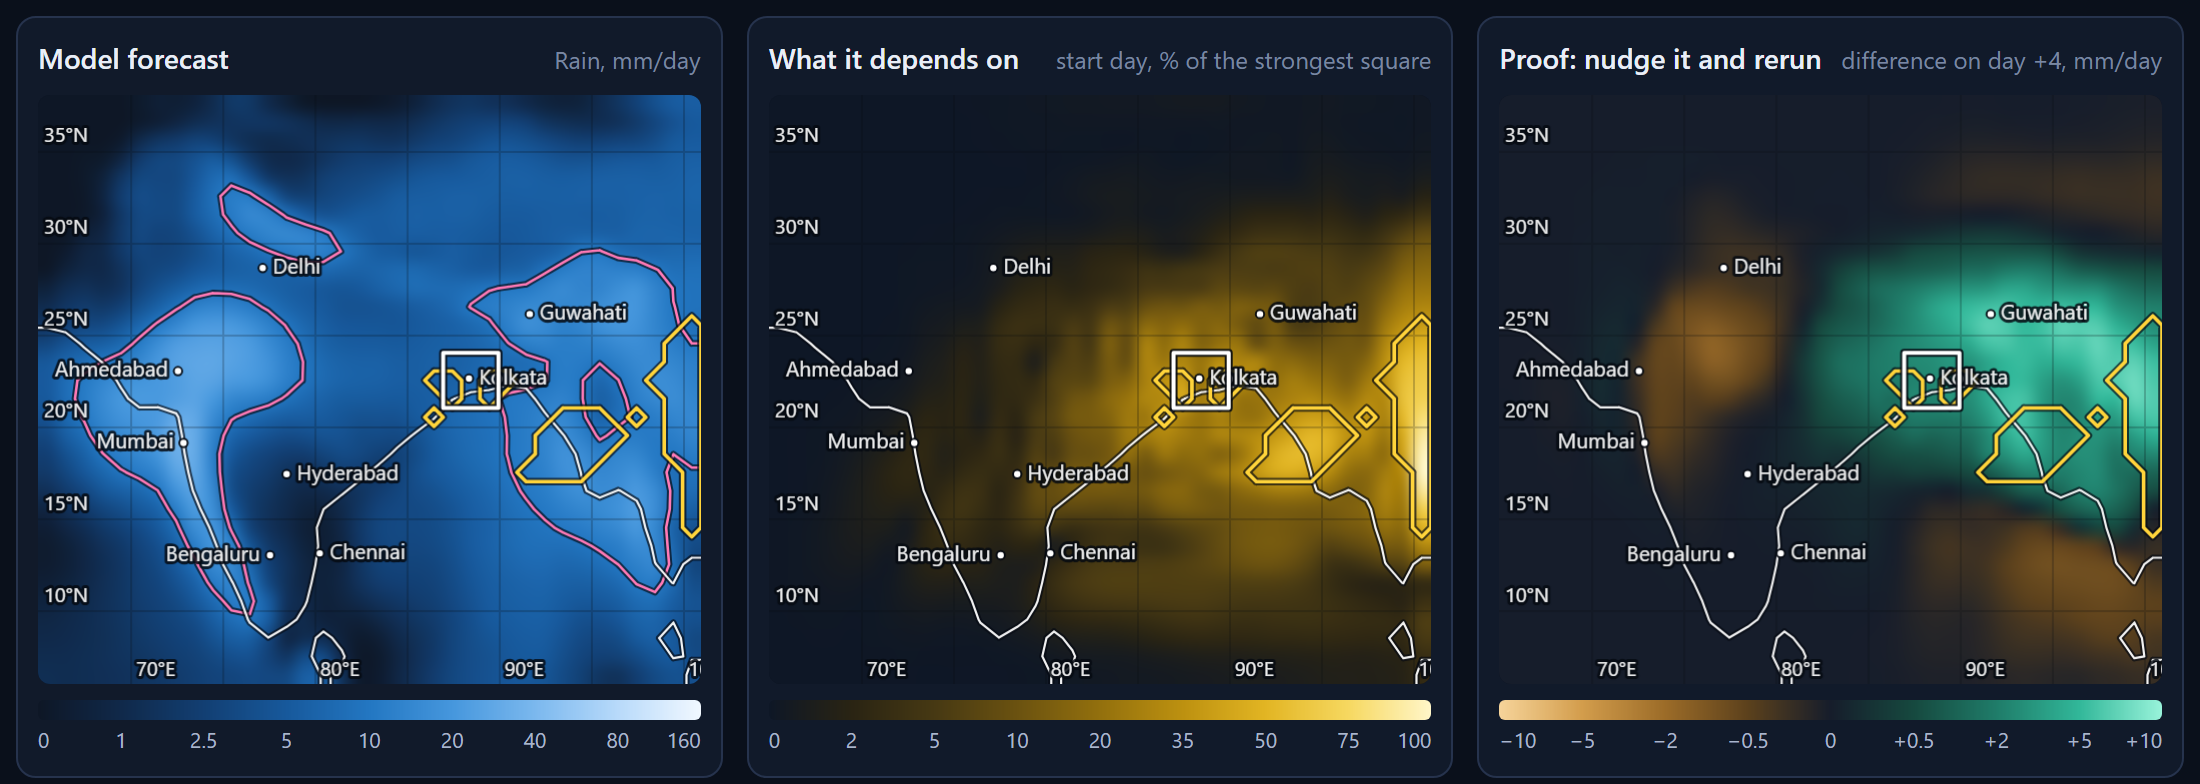 Model forecast
Rain, mm/day
35°N
30°N
Delhi
Guwahati
25°N
Ahmedabad
Kolkata
20°N
Mumbai
Hyderabad
15°N
Bengaluru
Chennai
10°N
70°E 80°E 90°E
0 1 2.5 5 10 20 40 80 160
What it depends on
start day, % of the strongest square
35°N
30°N
Delhi
Guwahati
25°N
Ahmedabad
Kolkata
20°N
Mumbai
Hyderabad
15°N
Bengaluru
Chennai
10°N
70°E 80°E 90°E
0 2 5 10 20 35 50 75 100
Proof: nudge it and rerun
difference on day +4, mm/day
35°N
30°N
Delhi
Guwahati
25°N
Ahmedabad
Kolkata
20°N
Mumbai
Hyderabad
15°N
Bengaluru
Chennai
10°N
70°E 80°E 90°E
−10 −5 −2 −0.5 0 +0.5 +2 +5 +10